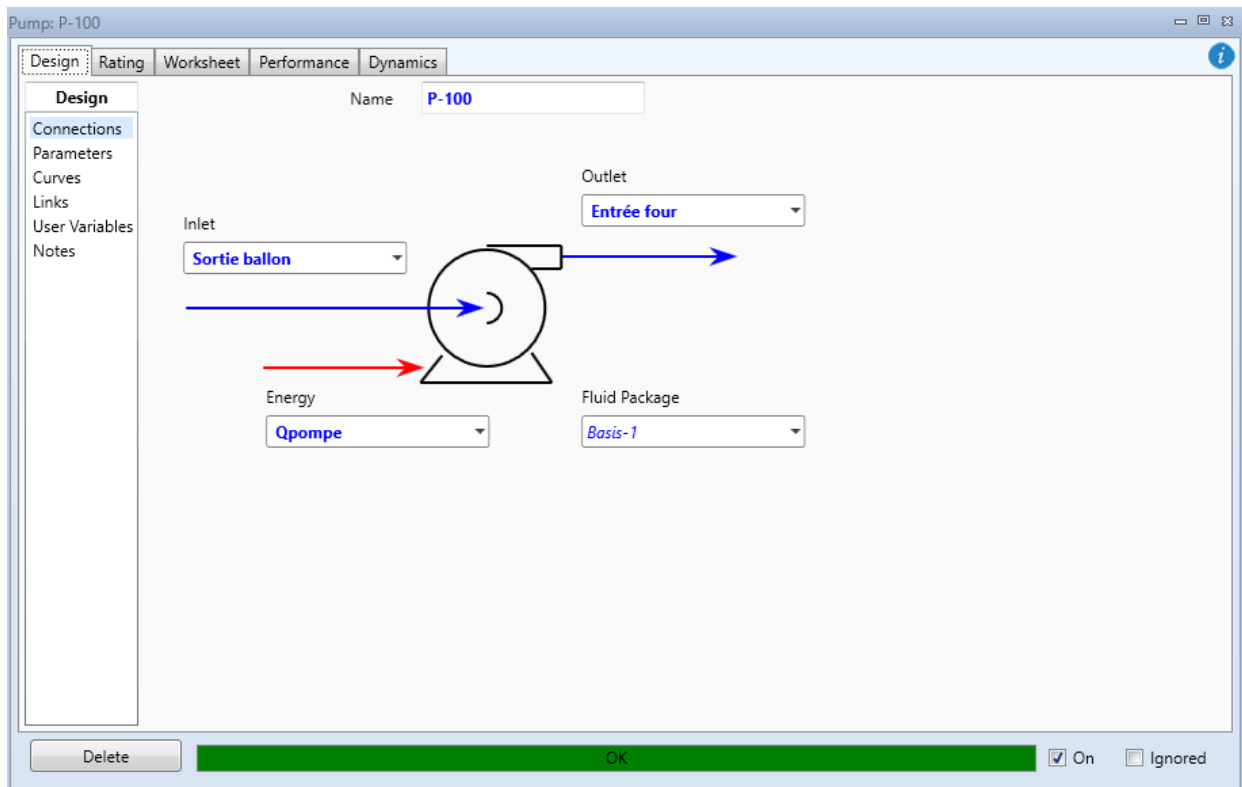 Pump: P-100
Design Rating Worksheet Performance Dynamics
i
Design
Connections
Parameters
Curves
Links
User Variables
Notes
Name P-100
Outlet
Entrée four
Inlet
Sortie ballon
Energy
Qpompe
Fluid Package
Basis-1
Delete OK On Ignored